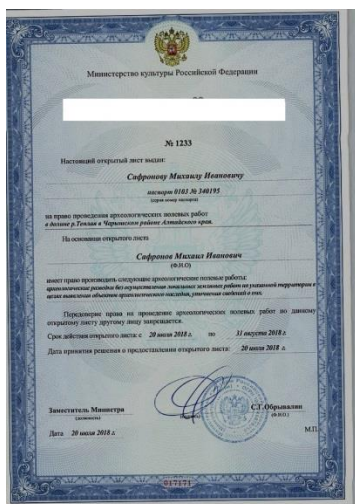 Министерство культуры Российской Федерации
№ 1233
Настоящий открытый лист выдан:
Сафронову Михаилу Ивановичу
паспорт 0103 № 340195
(серия номер паспорта)
на право проведения археологических полевых работ
в долине р.Теплая в Чарышском районе Алтайского края.
На основании открытого листа
Сафронов Михаил Иванович
(Ф.И.О)
имеет право производить следующие археологические полевые работы:
археологические разведки без осуществления локальных земляных работ на указанной территории в
целях выявления объектов археологического наследия, уточнения сведений о них.
Передоверие права на проведение археологических полевых работ по данному
открытому листу другому лицу запрещается.
Срок действия открытого листа: с 20 июля 2018 г. по 31 августа 2018 г.
Дата принятия решения о предоставлении открытого листа: 20 июля 2018 г.
Заместитель Министра
(должность)
С.Г.Обрывалин
(Ф.И.О.)
Дата 20 июля 2018 г.
М.П.
017171